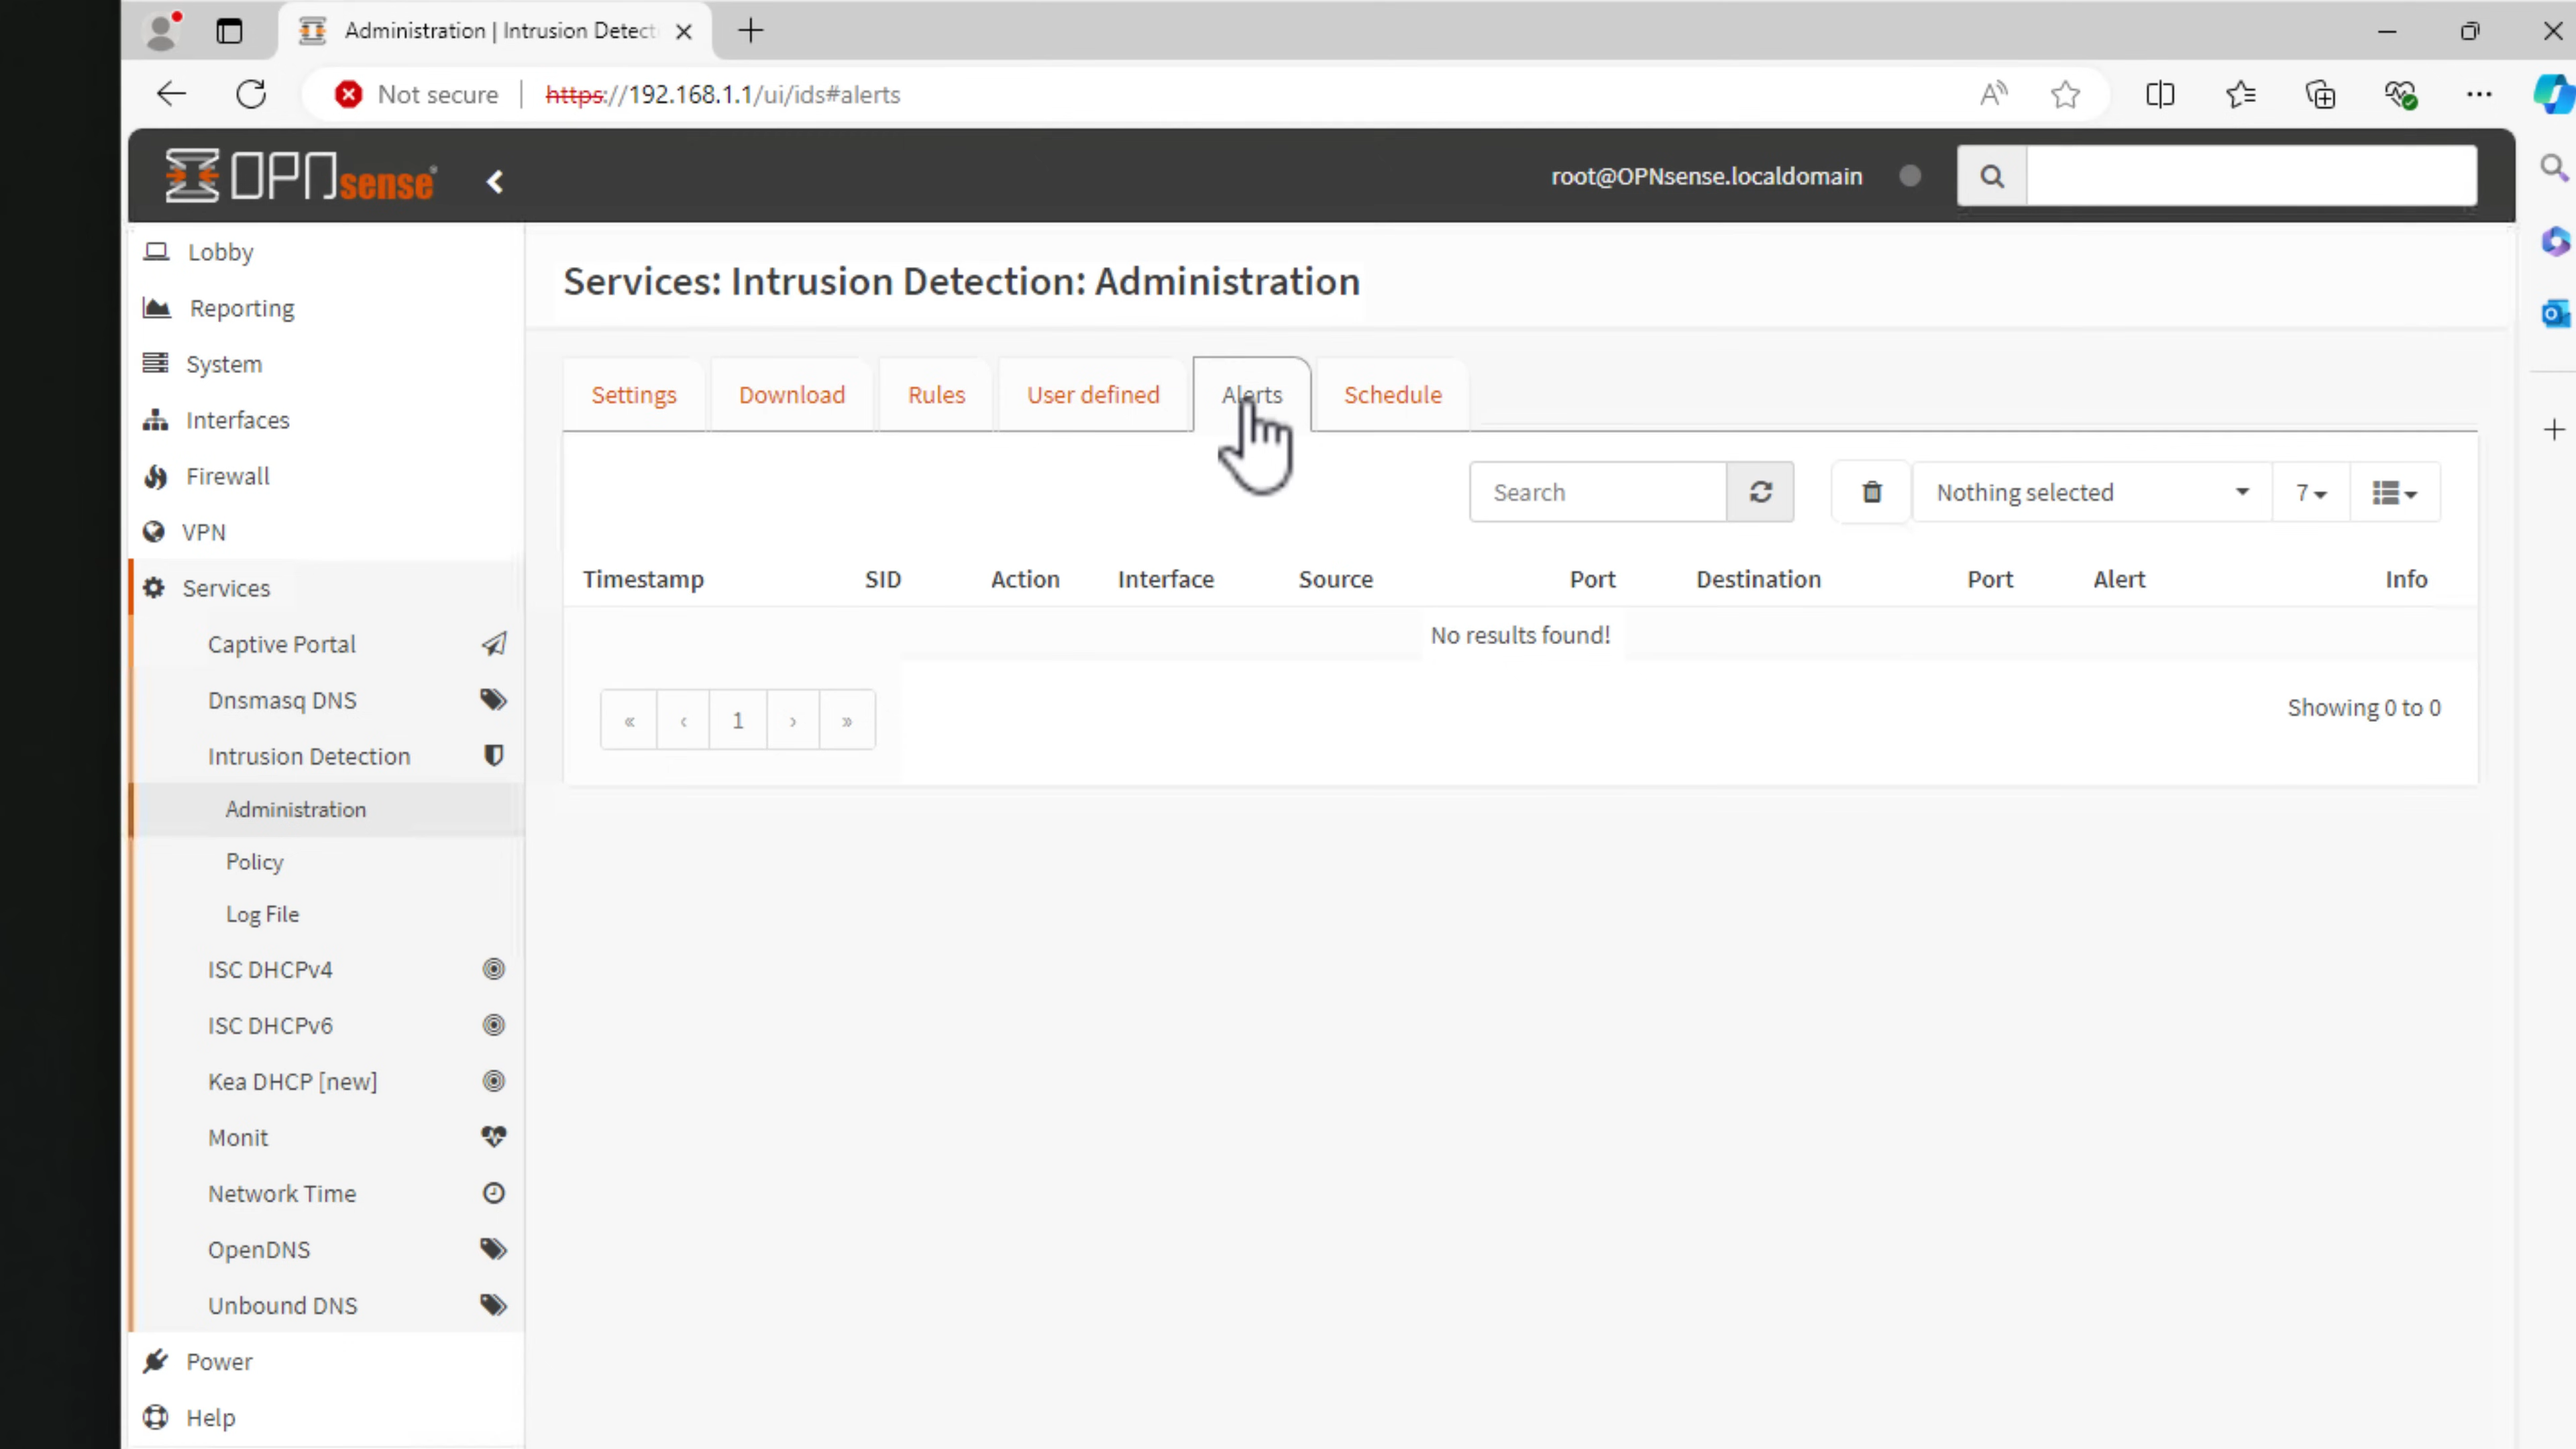 Administration | Intrusion Detect
Not secure
https://192.168.1.1/ui/ids#alerts
OPNsense
root@OPNsense.localdomain
Lobby
Reporting
System
Interfaces
Firewall
VPN
Services
Captive Portal
Dnsmasq DNS
Intrusion Detection
Administration
Policy
Log File
ISC DHCPv4
ISC DHCPv6
Kea DHCP [new]
Monit
Network Time
OpenDNS
Unbound DNS
Power
Help
Services: Intrusion Detection: Administration
Settings Download Rules User defined Alerts Schedule
Search Nothing selected 7
Timestamp SID Action Interface Source Port Destination Port Alert Info
No results found!
« ‹ 1 › »
Showing 0 to 0